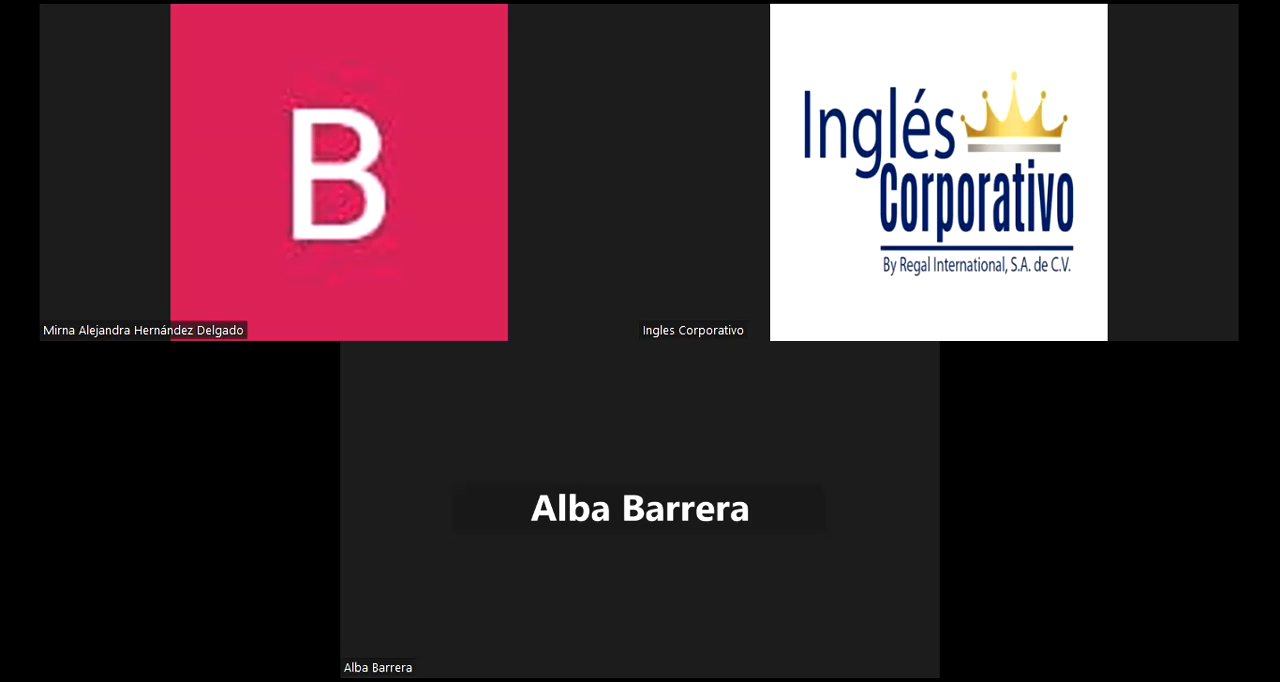 B
Mirna Alejandra Hernández Delgado
Inglés
Corporativo
By Regal International, S.A. de C.V.
Ingles Corporativo
Alba Barrera
Alba Barrera